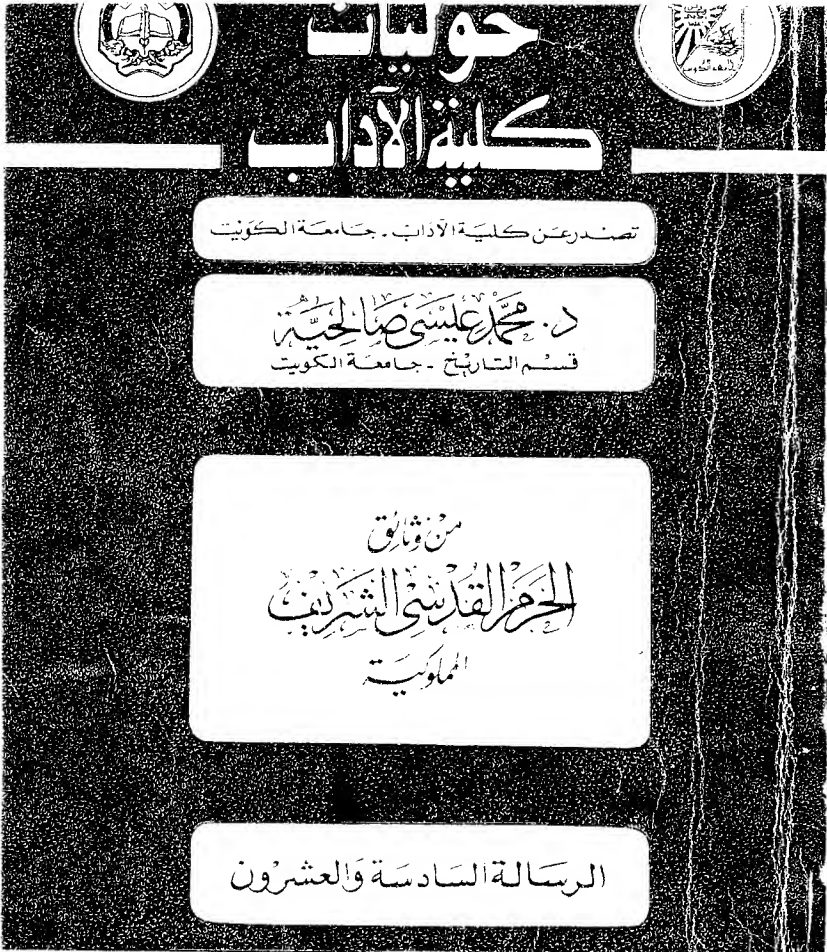 حوليات
كلية الآداب
تصدر عن كلية الآداب - جامعة الكويت
د. محمد عيسى صالحية
قسم التاريخ - جامعة الكويت
من وثائق
الحرم القدسي الشريف
المملوكية
الرسالة السادسة والعشرون